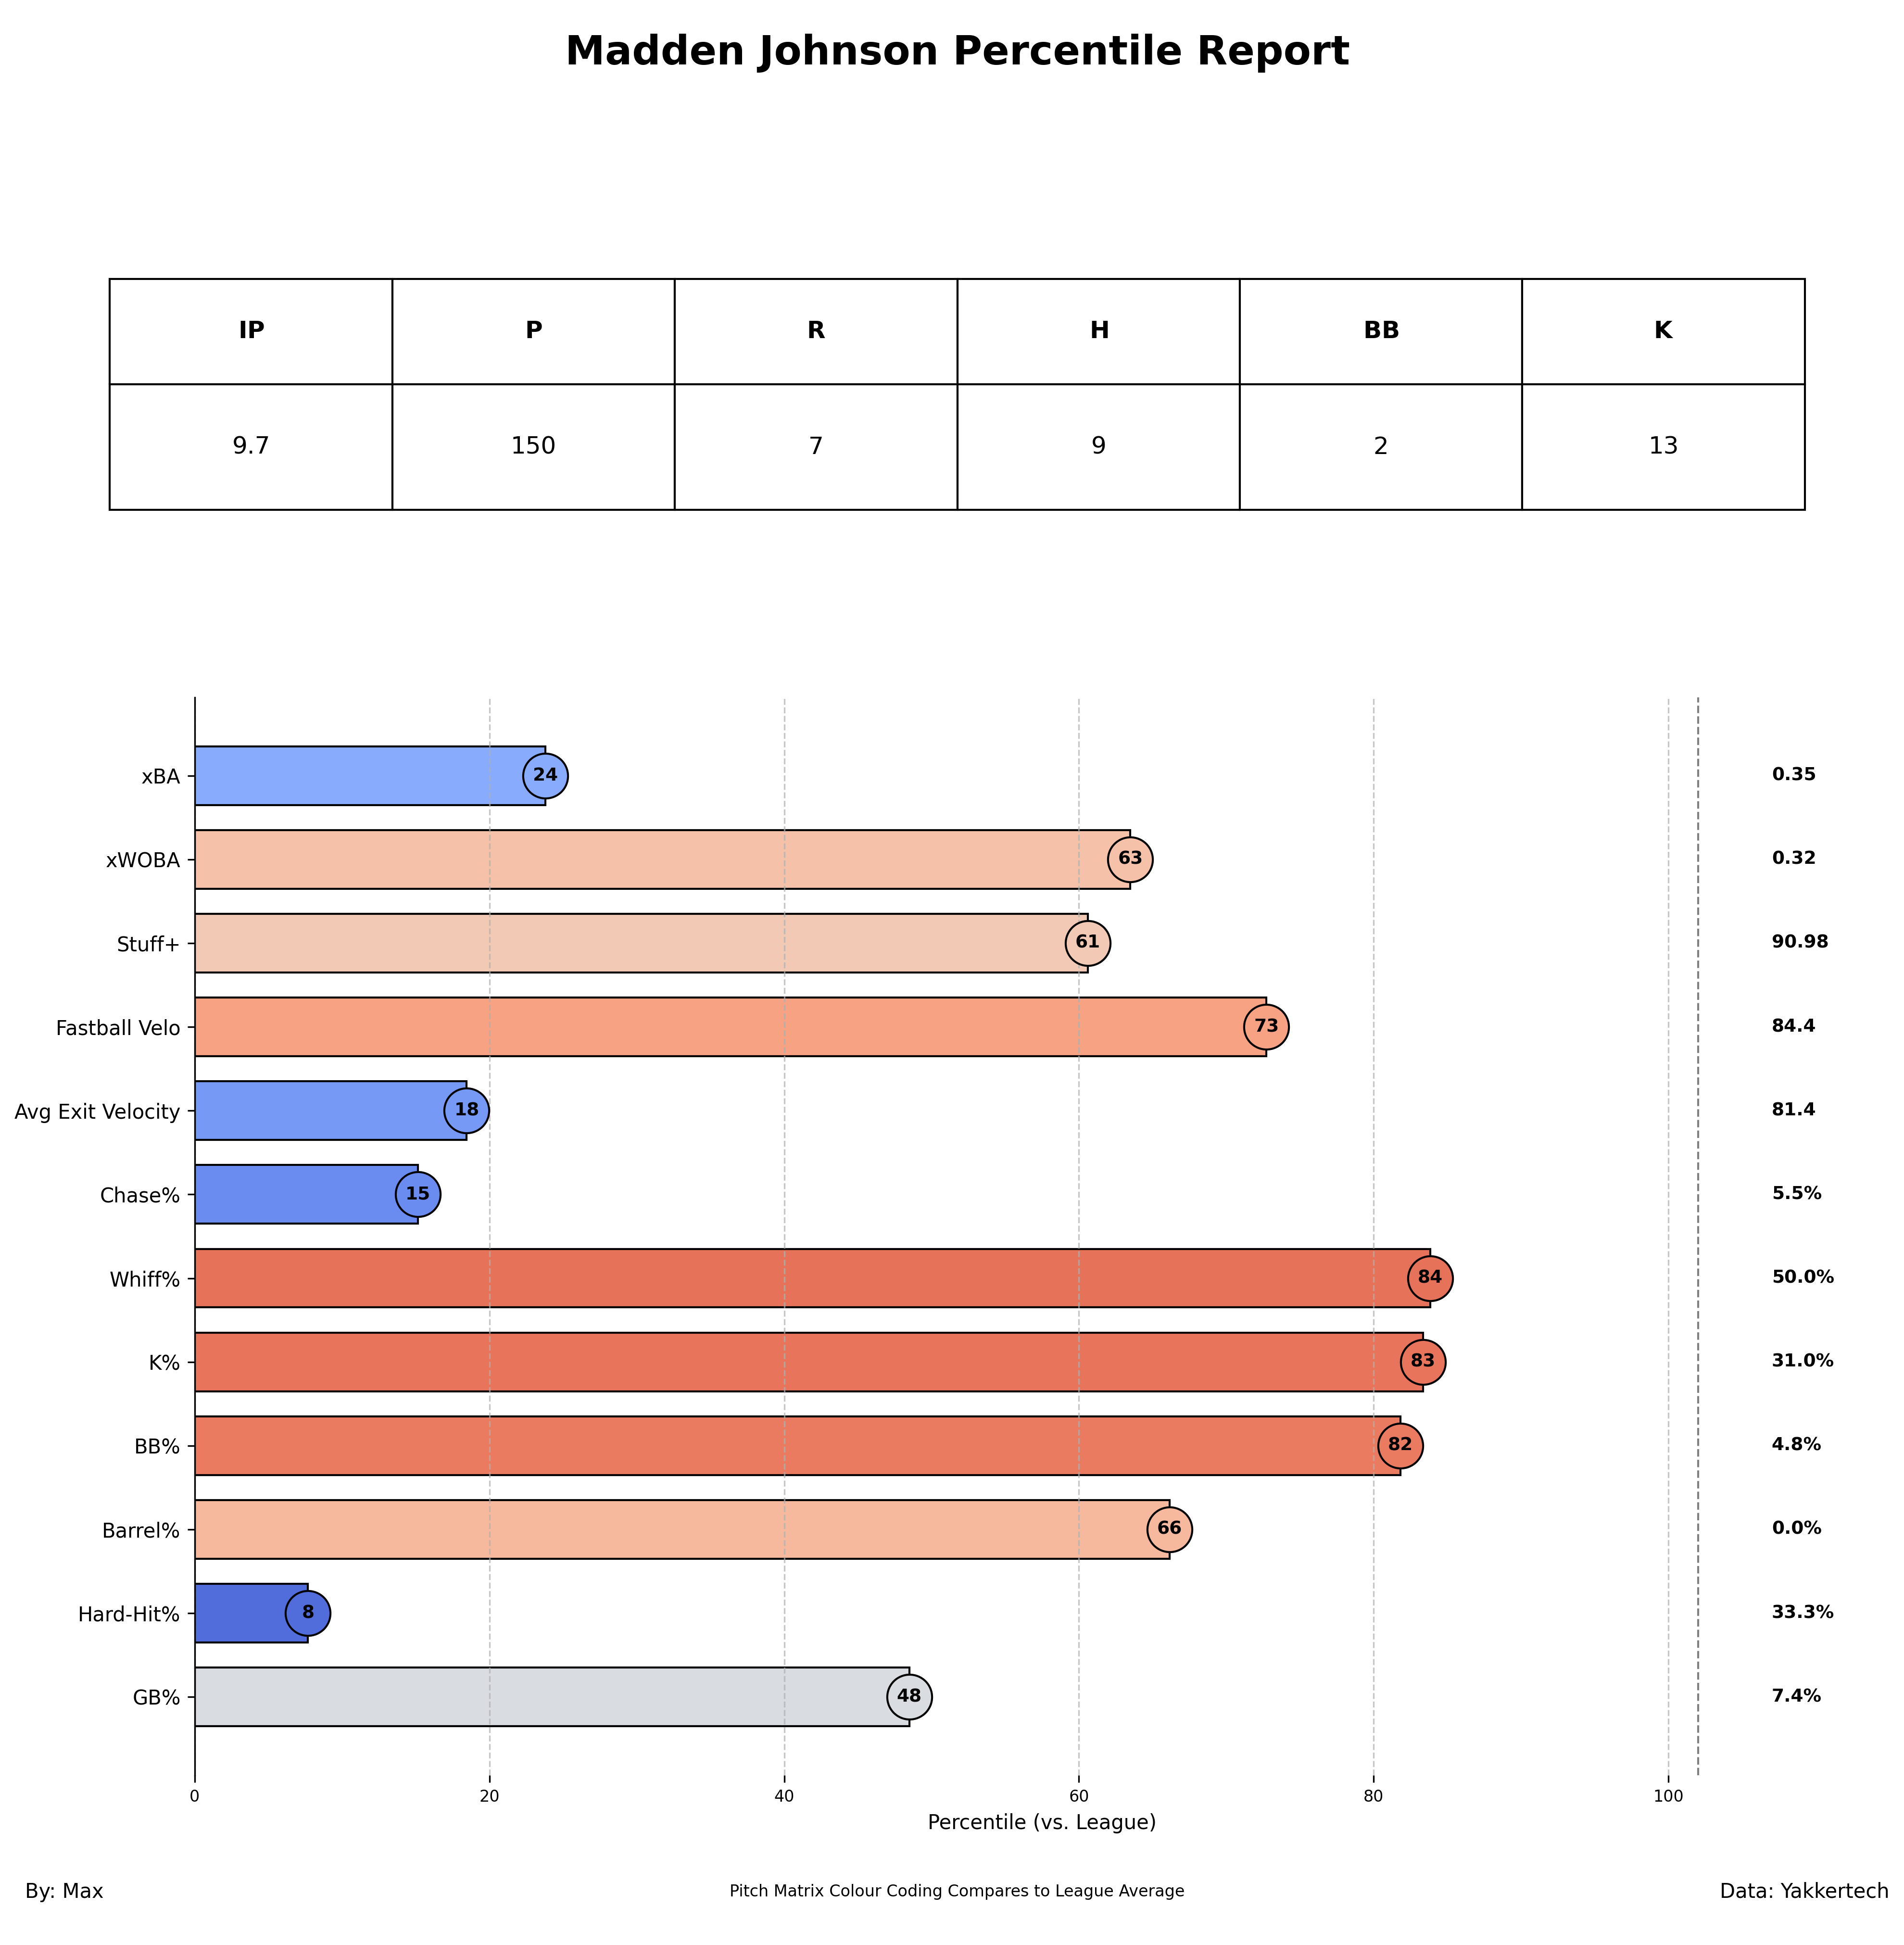 Madden Johnson Percentile Report
IP P R H BB K
9.7 150 7 9 2 13
xBA 24 0.35
xWOBA 63 0.32
Stuff+ 61 90.98
Fastball Velo 73 84.4
Avg Exit Velocity 18 81.4
Chase% 15 5.5%
Whiff% 84 50.0%
K% 83 31.0%
BB% 82 4.8%
Barrel% 66 0.0%
Hard-Hit% 8 33.3%
GB% 48 7.4%
0 20 40 60 80 100
Percentile (vs. League)
By: Max Pitch Matrix Colour Coding Compares to League Average Data: Yakkertech